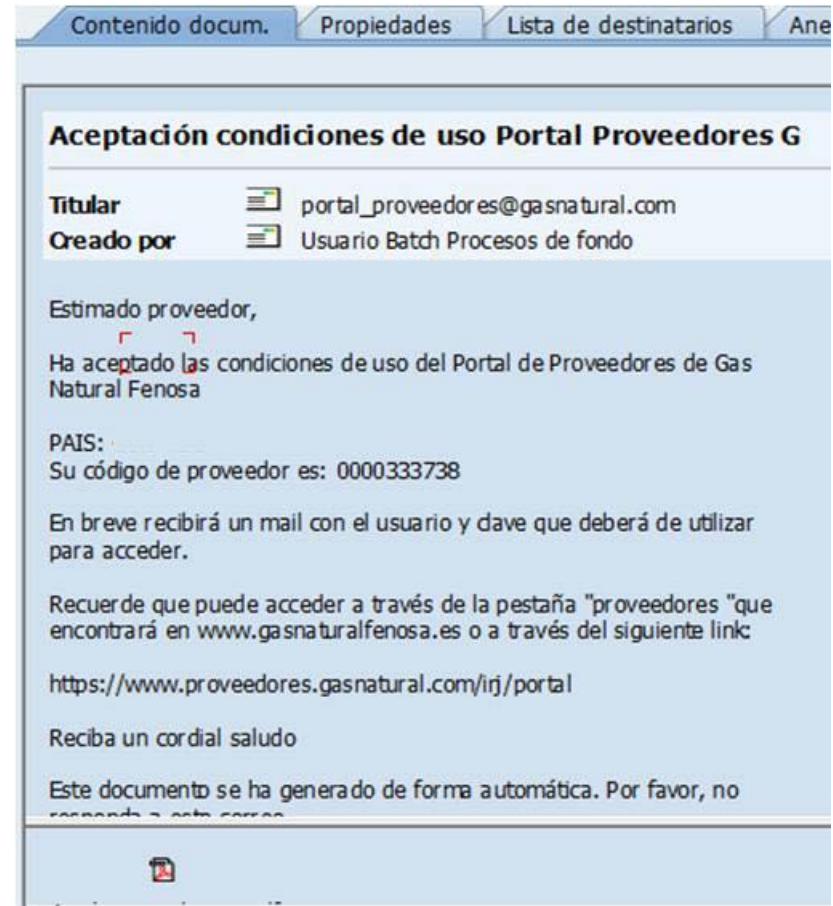 Contenido docum. Propiedades Lista de destinatarios Ane
Aceptación condiciones de uso Portal Proveedores G
Titular portal_proveedores@gasnatural.com
Creado por Usuario Batch Procesos de fondo
Estimado proveedor,
Ha aceptado las condiciones de uso del Portal de Proveedores de Gas
Natural Fenosa
PAIS:
Su código de proveedor es: 0000333738
En breve recibirá un mail con el usuario y clave que deberá de utilizar
para acceder.
Recuerde que puede acceder a través de la pestaña "proveedores "que
encontrará en www.gasnaturalfenosa.es o a través del siguiente link:
https://www.proveedores.gasnatural.com/irj/portal
Reciba un cordial saludo
Este documento se ha generado de forma automática. Por favor, no
responda a este correo